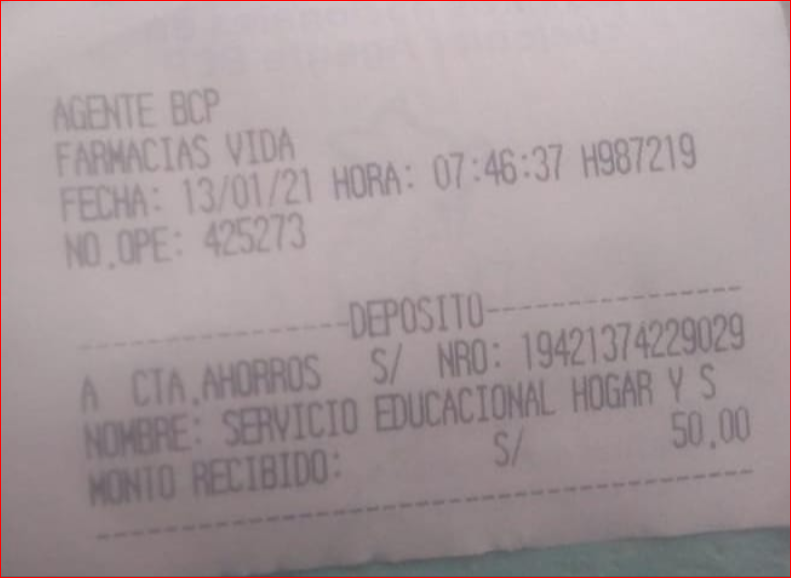 AGENTE BCP
FARMACIAS VIDA
FECHA: 13/01/21 HORA: 07:46:37 H987219
NO.OPE: 425273
----------------DEPOSITO----------------
A CTA.AHORROS S/ NRO: 19421374229029
NOMBRE: SERVICIO EDUCACIONAL HOGAR Y S
MONTO RECIBIDO: S/ 50.00